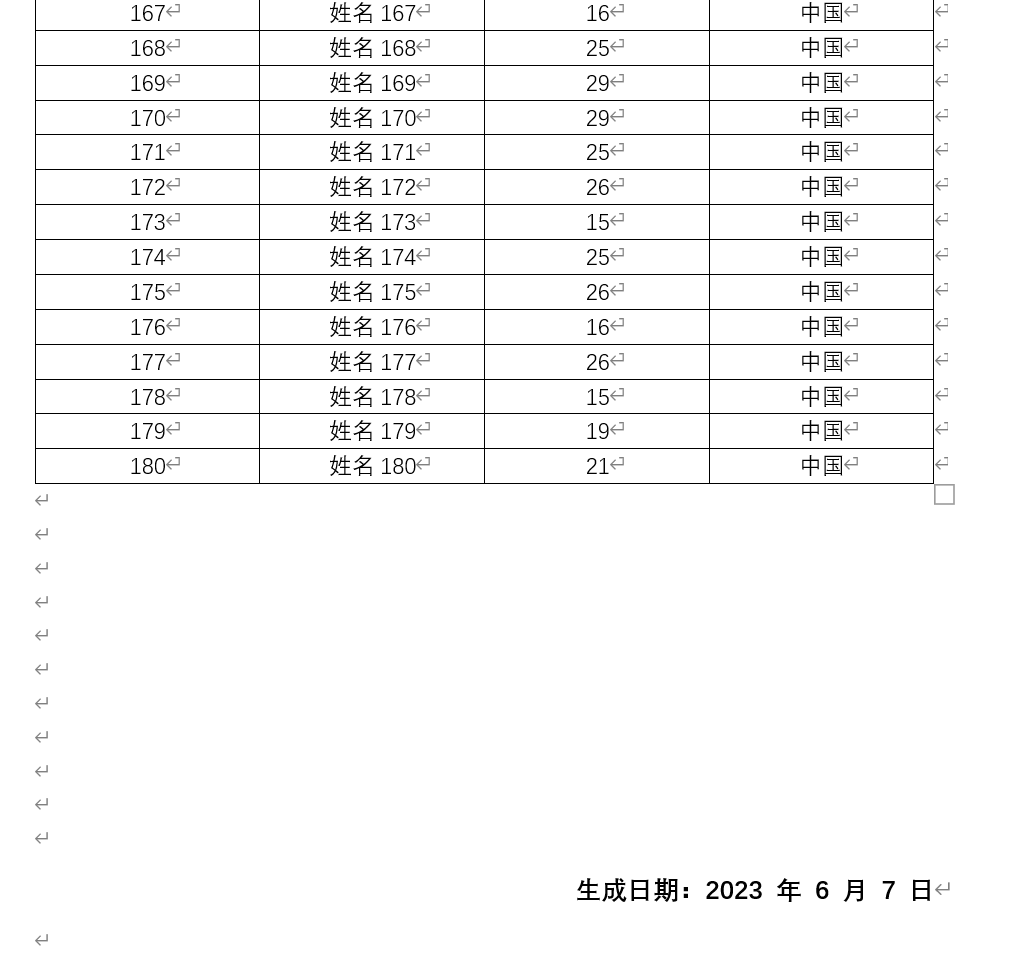 167 姓名 167 16 中国
168 姓名 168 25 中国
169 姓名 169 29 中国
170 姓名 170 29 中国
171 姓名 171 25 中国
172 姓名 172 26 中国
173 姓名 173 15 中国
174 姓名 174 25 中国
175 姓名 175 26 中国
176 姓名 176 16 中国
177 姓名 177 26 中国
178 姓名 178 15 中国
179 姓名 179 19 中国
180 姓名 180 21 中国
生成日期：2023 年 6 月 7 日